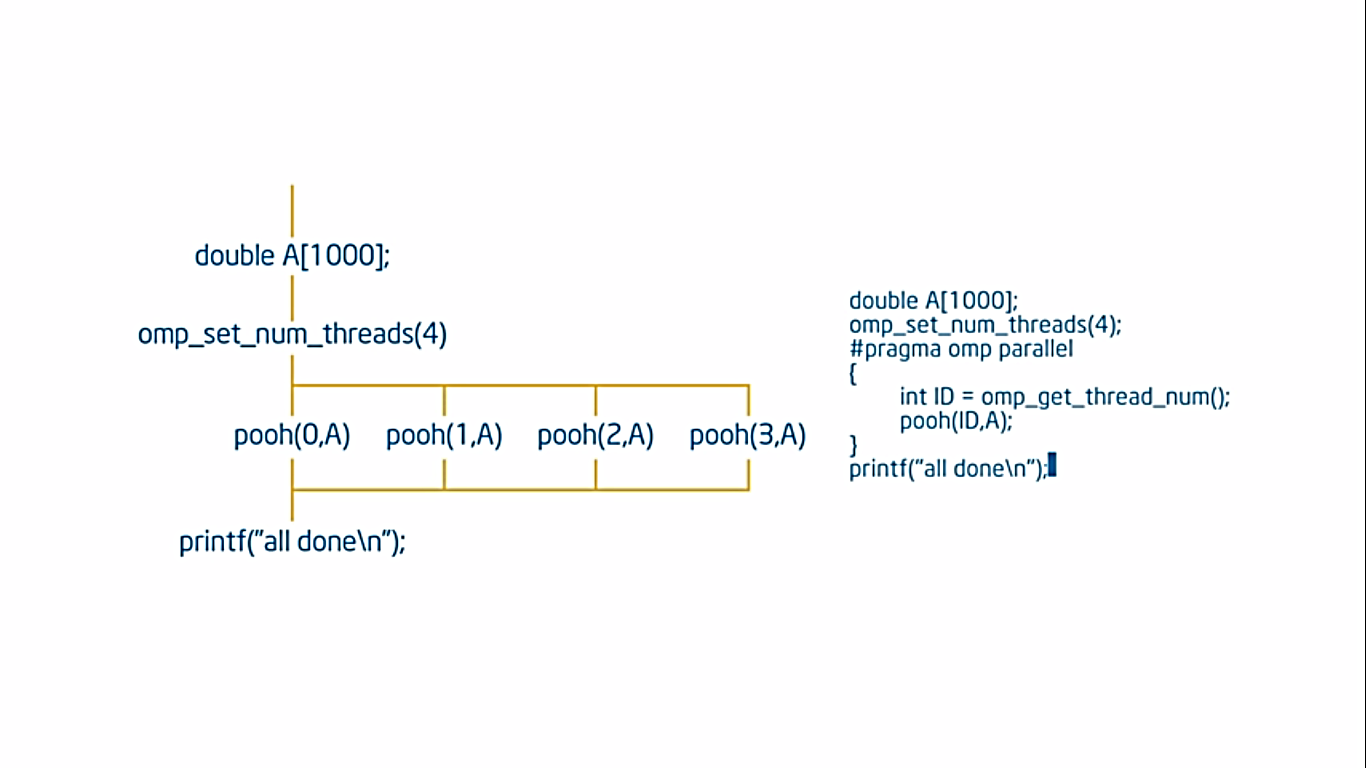 double A[1000];
omp_set_num_threads(4)
pooh(0,A) pooh(1,A) pooh(2,A) pooh(3,A)
printf("all done\n");
double A[1000];
omp_set_num_threads(4);
#pragma omp parallel
{
int ID = omp_get_thread_num();
pooh(ID,A);
}
printf("all done\n");